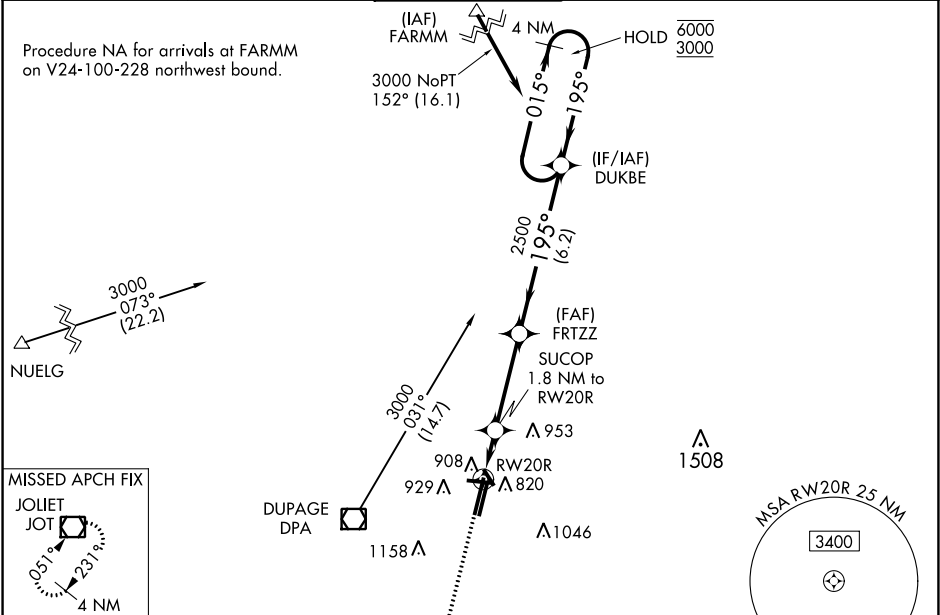 Procedure NA for arrivals at FARMM
on V24-100-228 northwest bound.
(IAF)
FARMM
3000 NoPT
152° (16.1)
4 NM
HOLD
6000
3000
015°
195°
(IF/IAF)
DUKBE
2500
195°
(6.2)
3000
073°
(22.2)
NUELG
(FAF)
FRTZZ
SUCOP
1.8 NM to
RW20R
3000
031°
(14.7)
953
908
RW20R
929
820
1508
DUPAGE
DPA
1046
1158
MISSED APCH FIX
JOLIET
JOT
051°
231°
4 NM
MSA RW20R 25 NM
3400